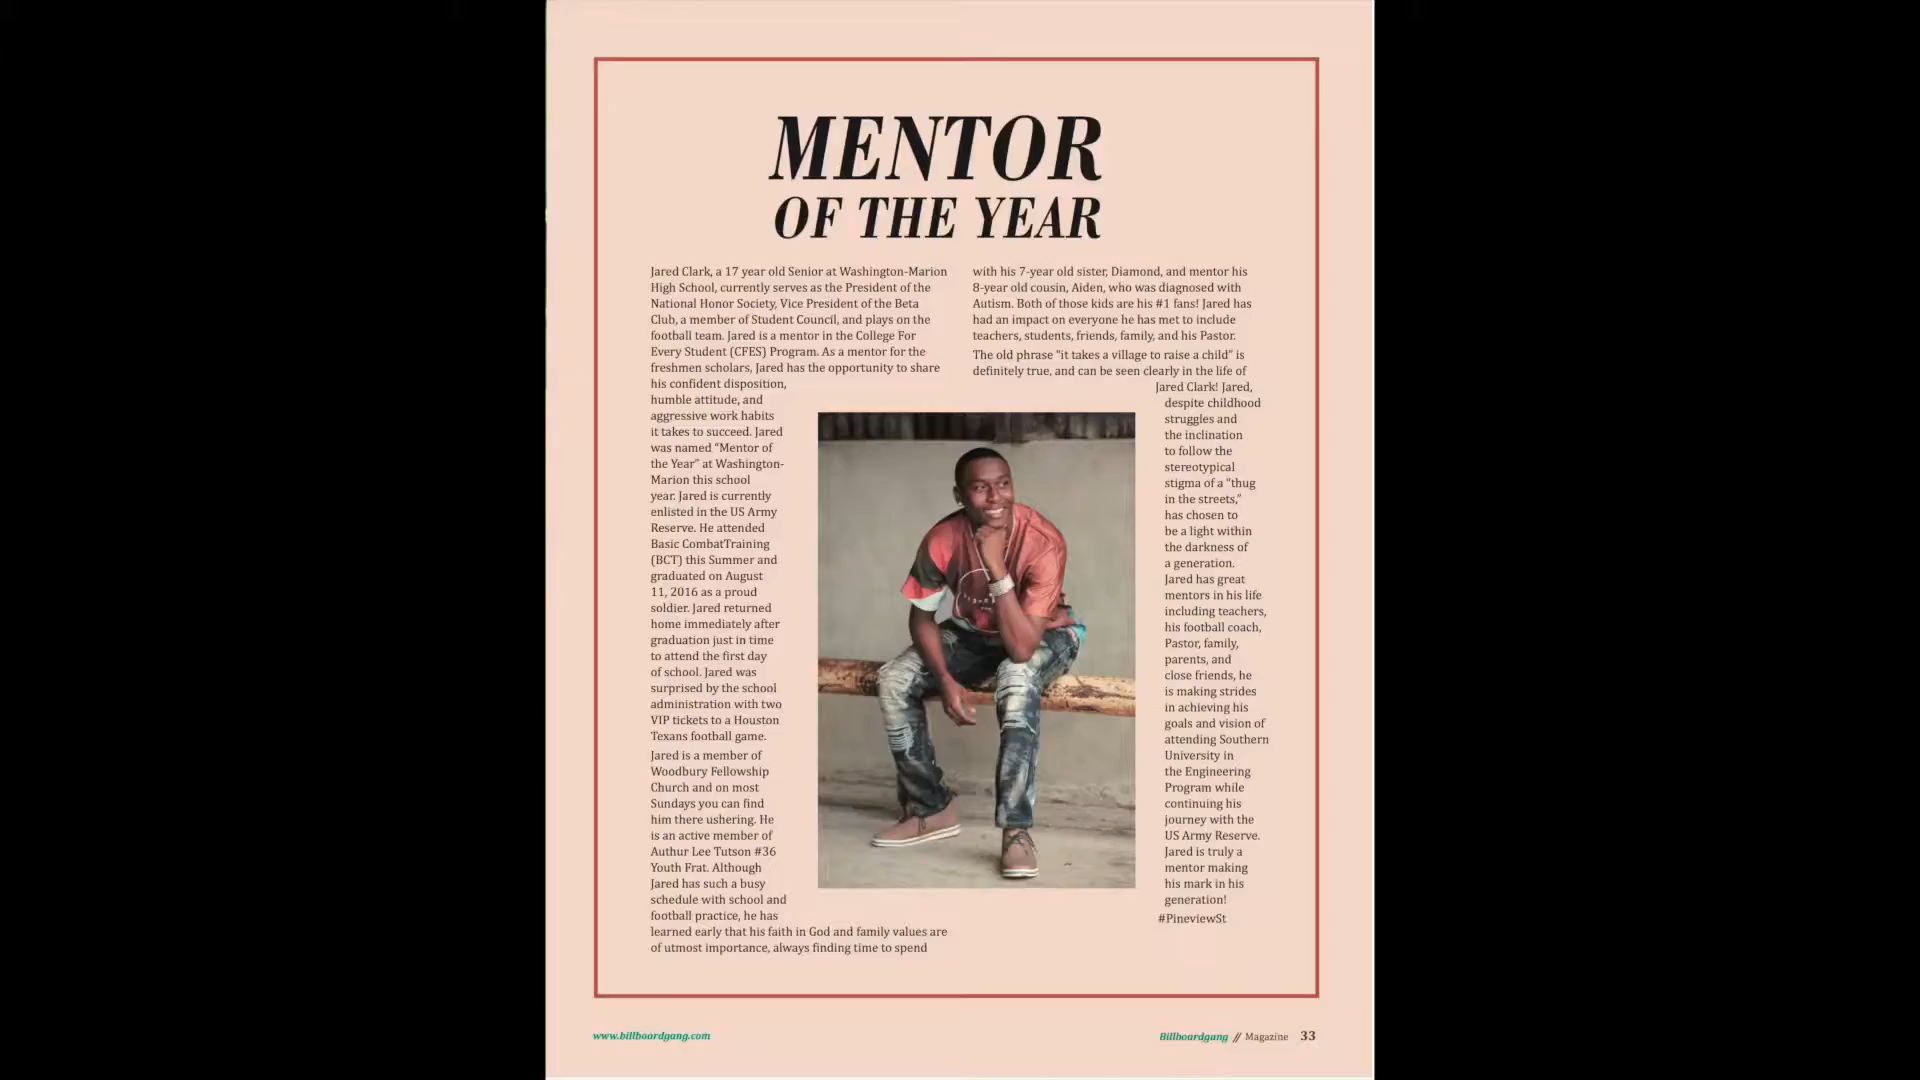 MENTOR
OF THE YEAR
Jared Clark, a 17 year old Senior at Washington-Marion
High School, currently serves as the President of the
National Honor Society, Vice President of the Beta
Club, a member of Student Council, and plays on the
football team. Jared is a mentor in the College For
Every Student (CFES) Program. As a mentor for the
freshmen scholars, Jared has the opportunity to share
his confident disposition,
humble attitude, and
aggressive work habits
it takes to succeed. Jared
was named “Mentor of
the Year” at Washington-
Marion this school
year. Jared is currently
enlisted in the US Army
Reserve. He attended
Basic CombatTraining
(BCT) this Summer and
graduated on August
11, 2016 as a proud
soldier. Jared returned
home immediately after
graduation just in time
to attend the first day
of school. Jared was
surprised by the school
administration with two
VIP tickets to a Houston
Texans football game.
Jared is a member of
Woodbury Fellowship
Church and on most
Sundays you can find
him there ushering. He
is an active member of
Authur Lee Tutson #36
Youth Frat. Although
Jared has such a busy
schedule with school and
football practice, he has
learned early that his faith in God and family values are
of utmost importance, always finding time to spend
with his 7-year old sister, Diamond, and mentor his
8-year old cousin, Aiden, who was diagnosed with
Autism. Both of those kids are his #1 fans! Jared has
had an impact on everyone he has met to include
teachers, students, friends, family, and his Pastor.
The old phrase "it takes a village to raise a child" is
definitely true, and can be seen clearly in the life of
Jared Clark! Jared,
despite childhood
struggles and
the inclination
to follow the
stereotypical
stigma of a “thug
in the streets,”
has chosen to
be a light within
the darkness of
a generation.
Jared has great
mentors in his life
including teachers,
his football coach,
Pastor, family,
parents, and
close friends, he
is making strides
in achieving his
goals and vision of
attending Southern
University in
the Engineering
Program while
continuing his
journey with the
US Army Reserve.
Jared is truly a
mentor making
his mark in his
generation!
#PineviewSt
www.billboardgang.com
Billboardgang // Magazine 33